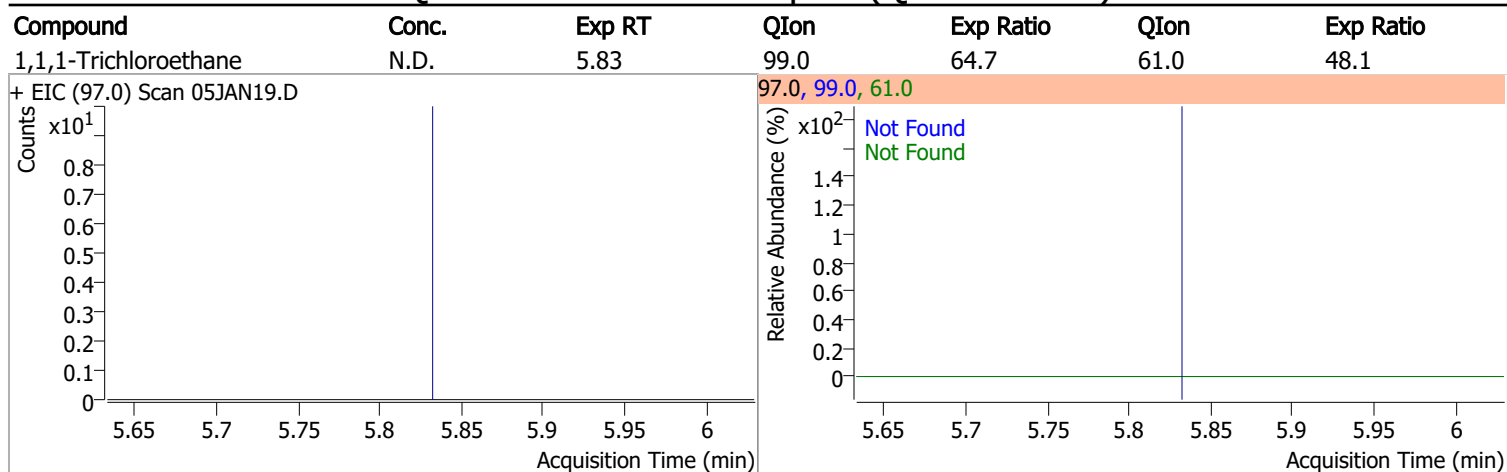 Compound Conc. Exp RT QIon Exp Ratio QIon Exp Ratio
1,1,1-Trichloroethane N.D. 5.83 99.0 64.7 61.0 48.1
+ EIC (97.0) Scan 05JAN19.D
Counts
x10¹
0.8
0.7
0.6
0.5
0.4
0.3
0.2
0.1
0
5.65 5.7 5.75 5.8 5.85 5.9 5.95 6
Acquisition Time (min)
97.0, 99.0, 61.0
Relative Abundance (%)
x10²
Not Found
Not Found
1.4
1.2
1
0.8
0.6
0.4
0.2
0
5.65 5.7 5.75 5.8 5.85 5.9 5.95 6
Acquisition Time (min)